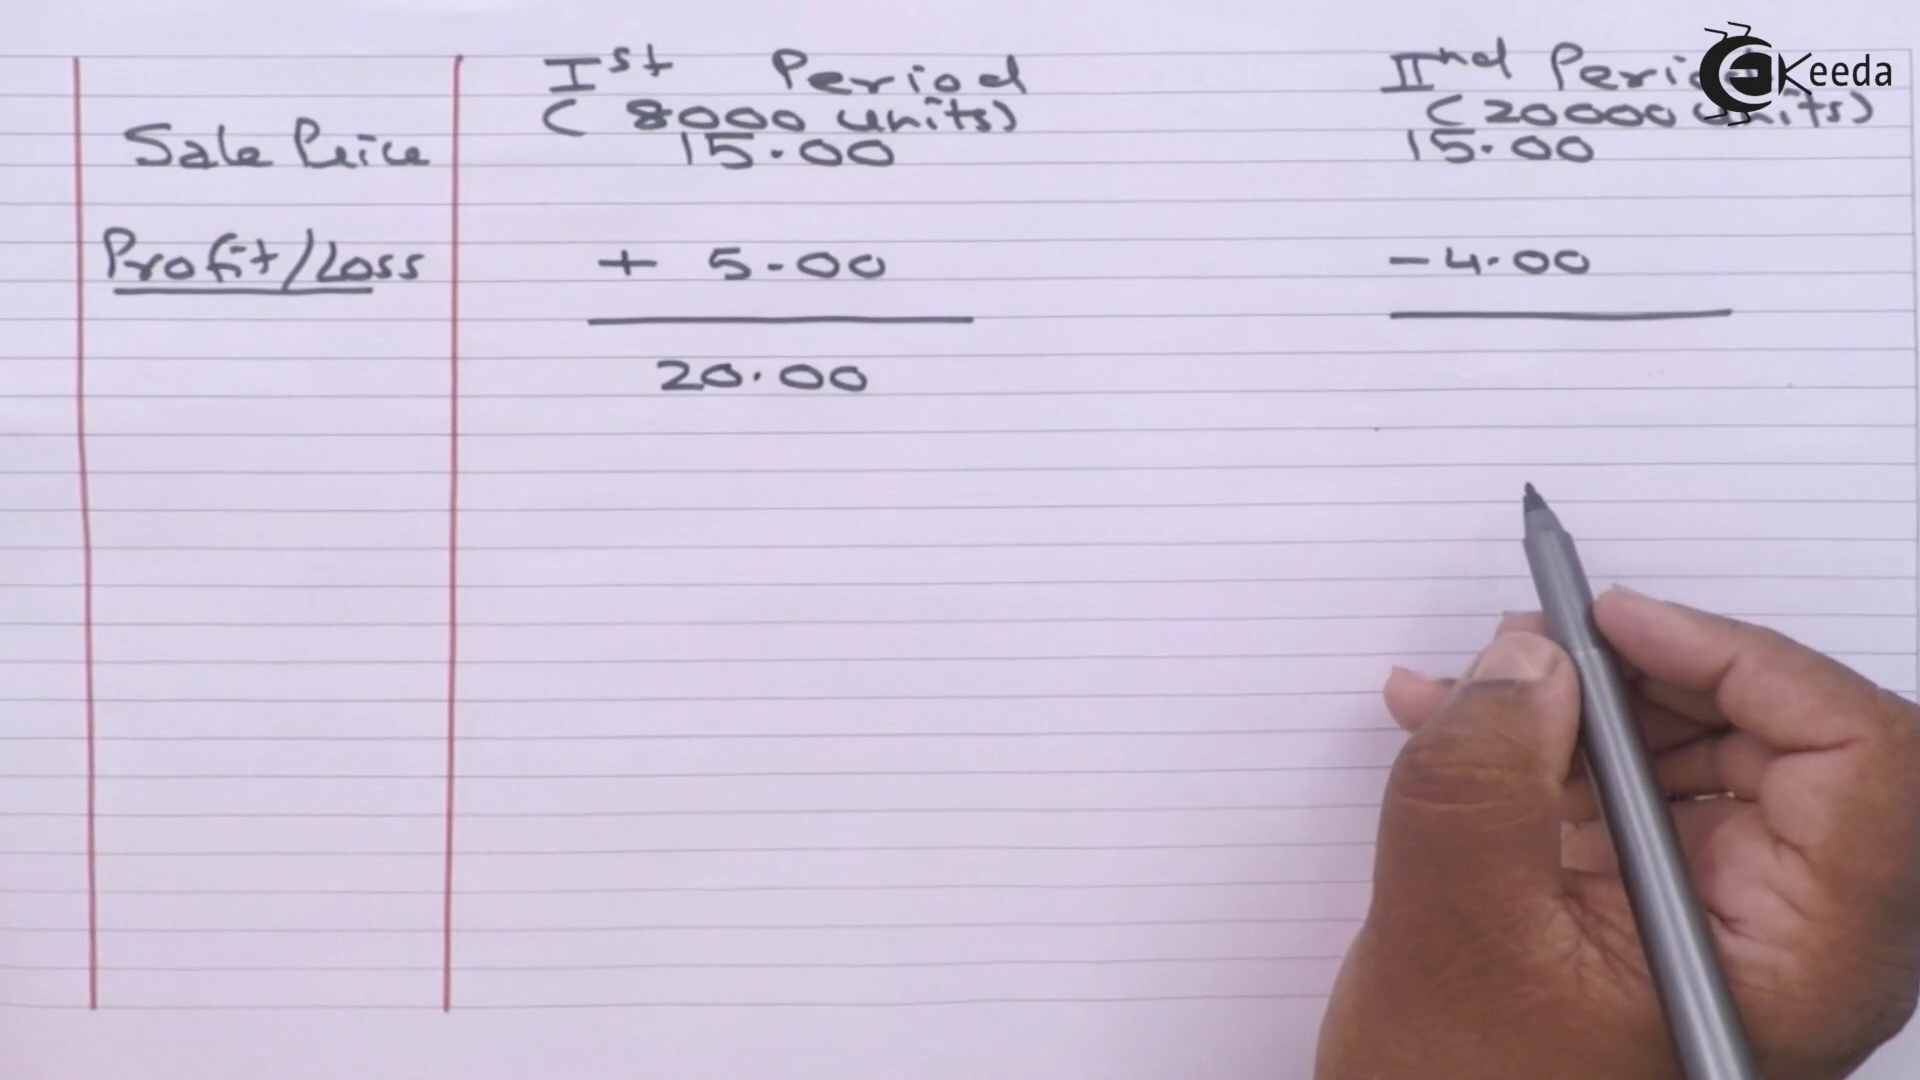 Ist Period IInd Period
( 8000 units) ( 20000 units)
Sale Price 15.00 15.00
Profit/Loss + 5.00 - 4.00
20.00
Keeda